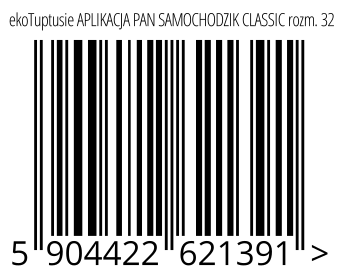 ekoTuptusie APLIKACJA PAN SAMOCHODZIK CLASSIC rozm. 32
5 904422 621391 >